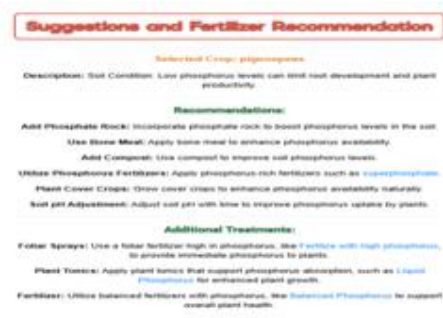 Suggestions and Fertilizer Recommendation
Selected Crop: pigeonpeas
Description: Soil Condition: Low phosphorus levels can limit root development and plant
productivity.
Recommendations:
Add Phosphate Rock: Incorporate phosphate rock to boost phosphorus levels in the soil.
Use Bone Meal: Apply bone meal to enhance phosphorus availability.
Add Compost: Use compost to improve soil phosphorus levels.
Utilize Phosphorus Fertilizers: Apply phosphorus-rich fertilizers such as superphosphate.
Plant Cover Crops: Grow cover crops to enhance phosphorus availability naturally.
Soil pH Adjustment: Adjust soil pH with lime to improve phosphorus uptake by plants.
Additional Treatments:
Foliar Sprays: Use a foliar fertilizer high in phosphorus, like Fertilize with high phosphorus,
to provide immediate phosphorus to plants.
Plant Tonics: Apply plant tonics that support phosphorus absorption, such as Liquid
Phosphorus for enhanced plant growth.
Fertilizer: Utilize balanced fertilizers with phosphorus, like Balanced Phosphorus to support
overall plant health.